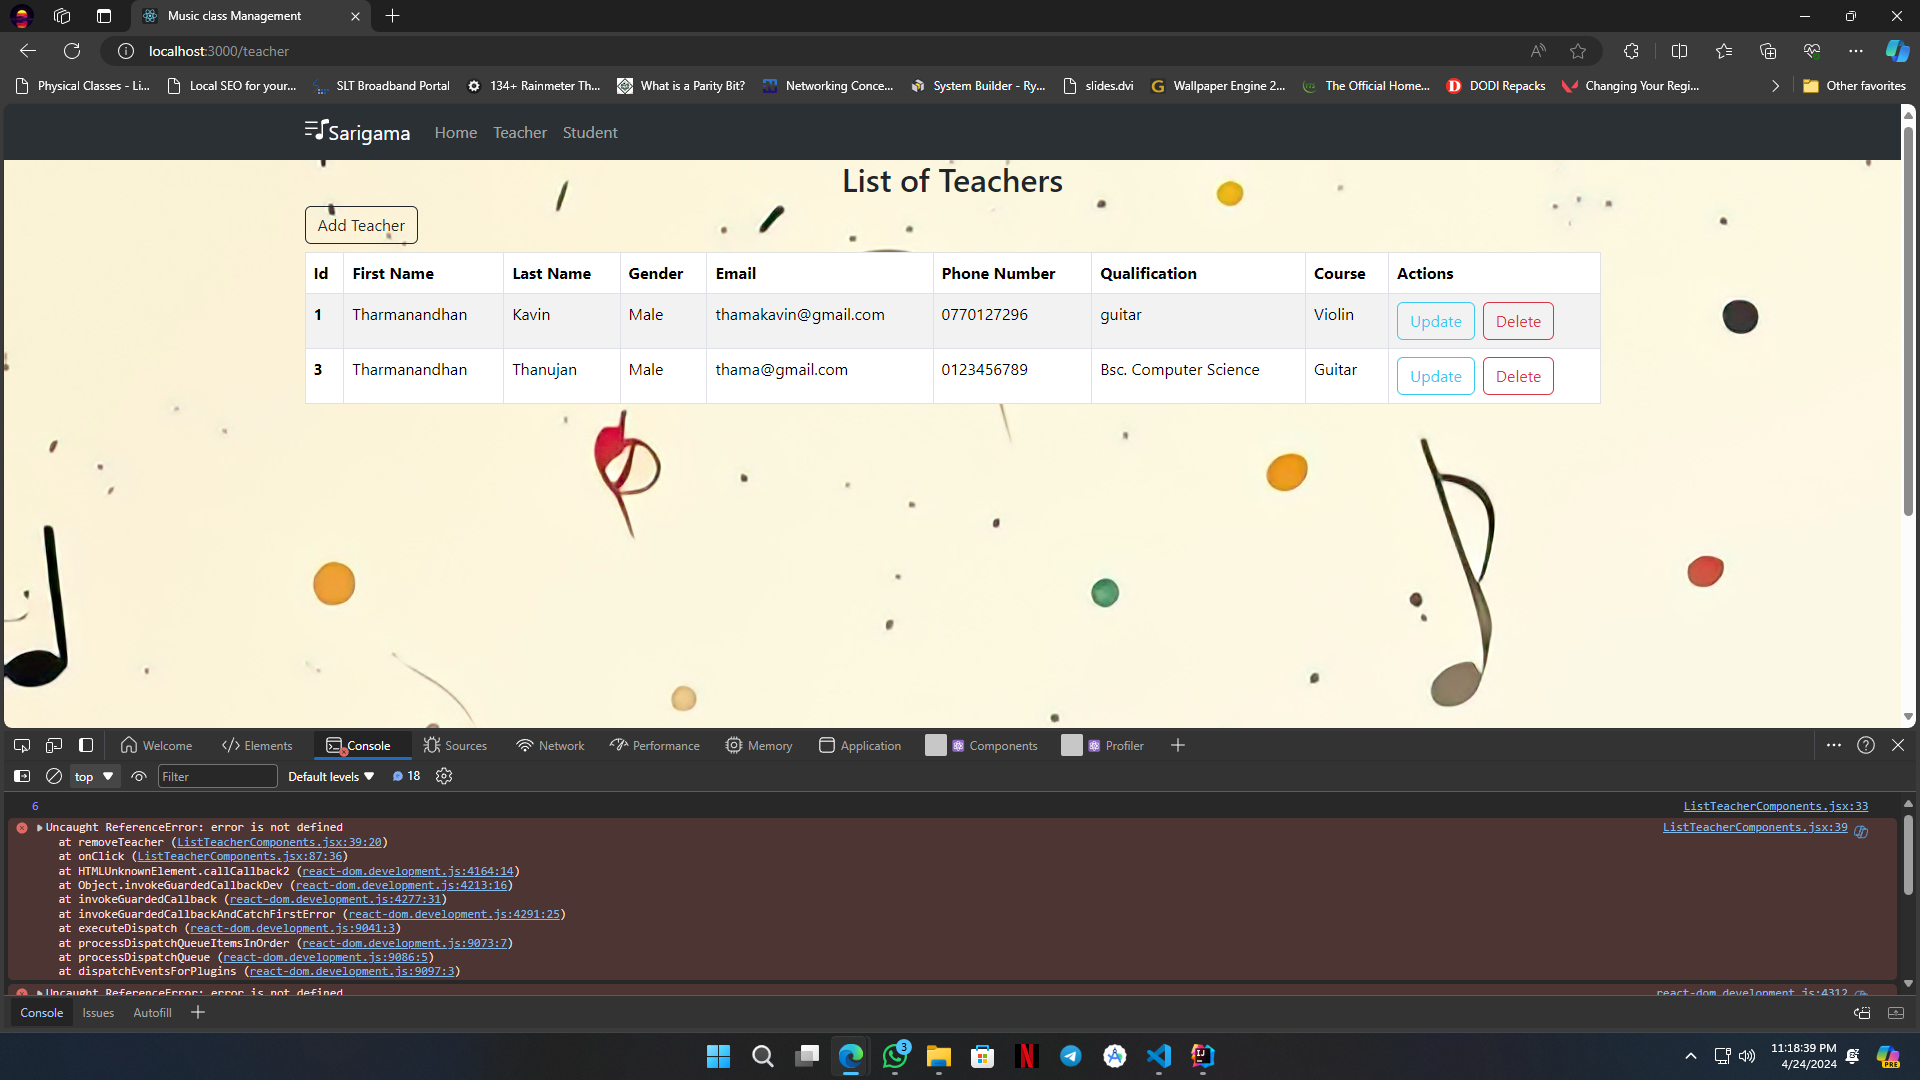 Music class Management
localhost:3000/teacher
Physical Classes - Li...
Local SEO for your...
SLT Broadband Portal
134+ Rainmeter Th...
What is a Parity Bit?
Networking Conce...
System Builder - Ry...
slides.dvi
Wallpaper Engine 2...
The Official Home...
DODI Repacks
Changing Your Regi...
Other favorites
Sarigama Home Teacher Student
List of Teachers
Add Teacher
Id First Name Last Name Gender Email Phone Number Qualification Course Actions
1 Tharmanandhan Kavin Male thamakavin@gmail.com 0770127296 guitar Violin Update Delete
3 Tharmanandhan Thanujan Male thama@gmail.com 0123456789 Bsc. Computer Science Guitar Update Delete
Welcome Elements Console Sources Network Performance Memory Application Components Profiler
top Filter Default levels 18
6 ListTeacherComponents.jsx:33
Uncaught ReferenceError: error is not defined ListTeacherComponents.jsx:39
at removeTeacher (ListTeacherComponents.jsx:39:20)
at onClick (ListTeacherComponents.jsx:87:36)
at HTMLUnknownElement.callCallback2 (react-dom.development.js:4164:14)
at Object.invokeGuardedCallbackDev (react-dom.development.js:4213:16)
at invokeGuardedCallback (react-dom.development.js:4277:31)
at invokeGuardedCallbackAndCatchFirstError (react-dom.development.js:4291:25)
at executeDispatch (react-dom.development.js:9041:3)
at processDispatchQueueItemsInOrder (react-dom.development.js:9073:7)
at processDispatchQueue (react-dom.development.js:9086:5)
at dispatchEventsForPlugins (react-dom.development.js:9097:3)
Uncaught ReferenceError: error is not defined react-dom.development.js:4312
Console Issues Autofill
3
11:18:39 PM
4/24/2024
PRE